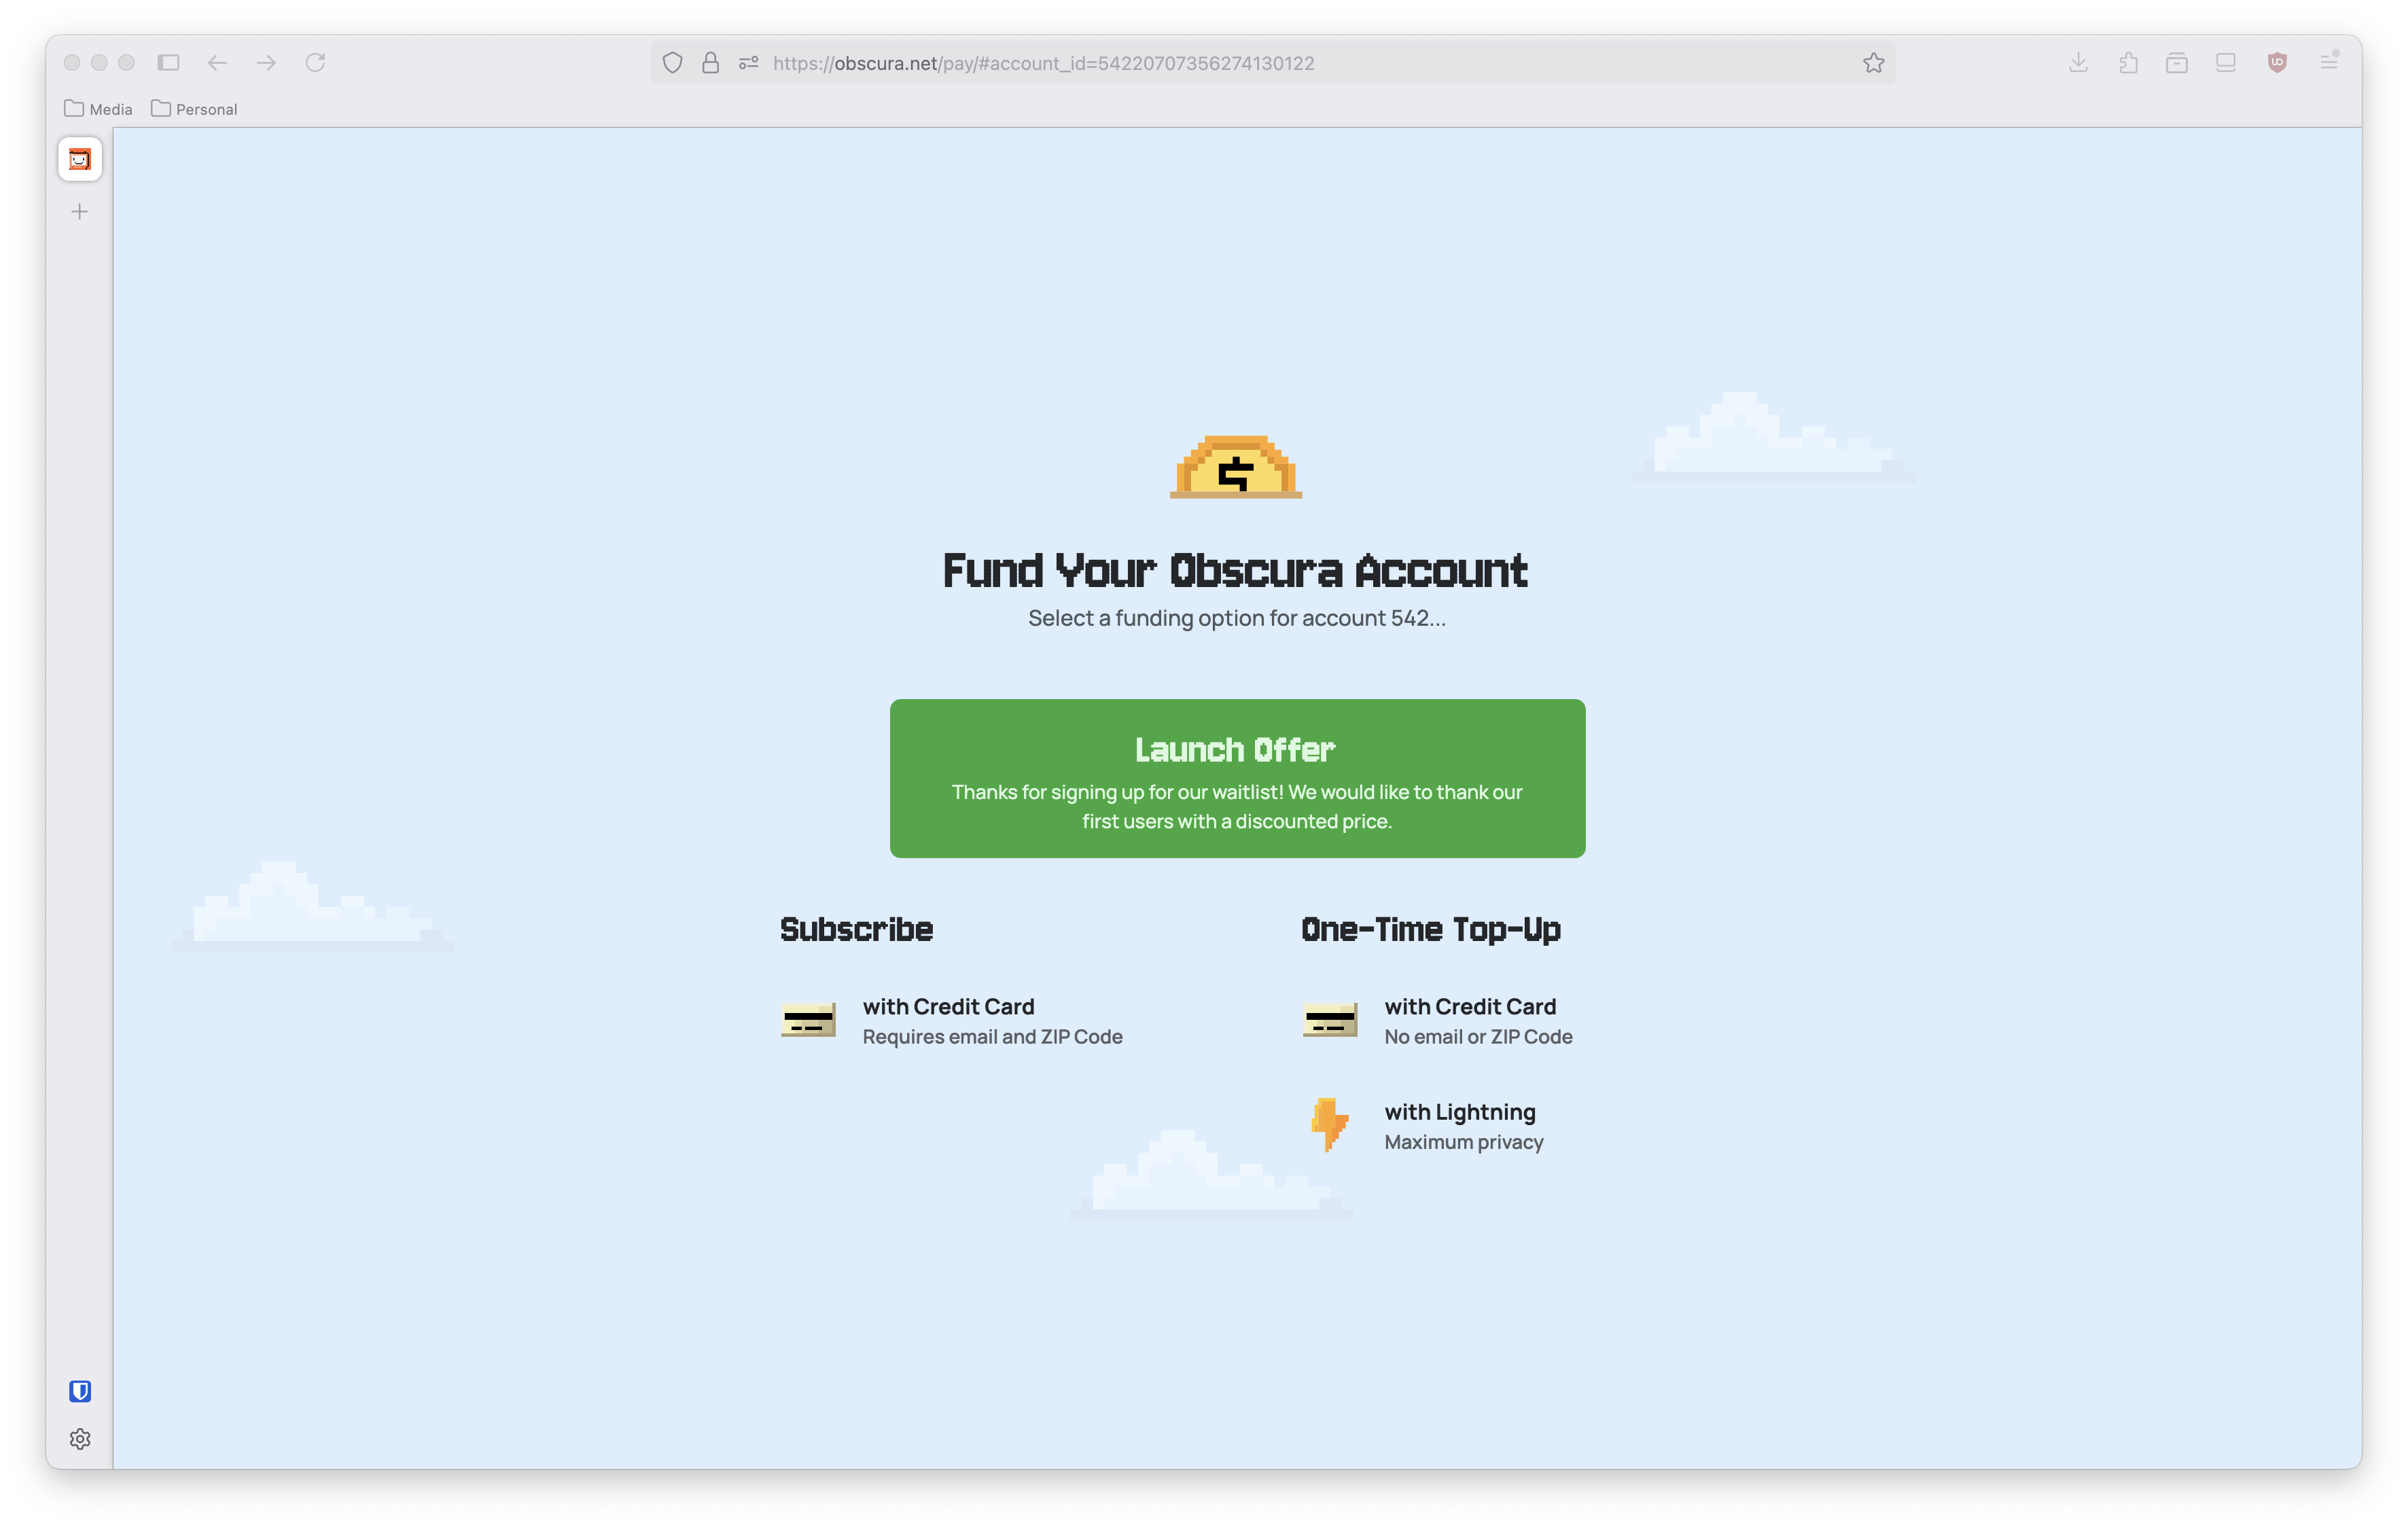 https://obscura.net/pay/#account_id=54220707356274130122
Media Personal
Fund Your Obscura Account
Select a funding option for account 542...
Launch Offer
Thanks for signing up for our waitlist! We would like to thank our
first users with a discounted price.
Subscribe
with Credit Card
Requires email and ZIP Code
One-Time Top-Up
with Credit Card
No email or ZIP Code
with Lightning
Maximum privacy